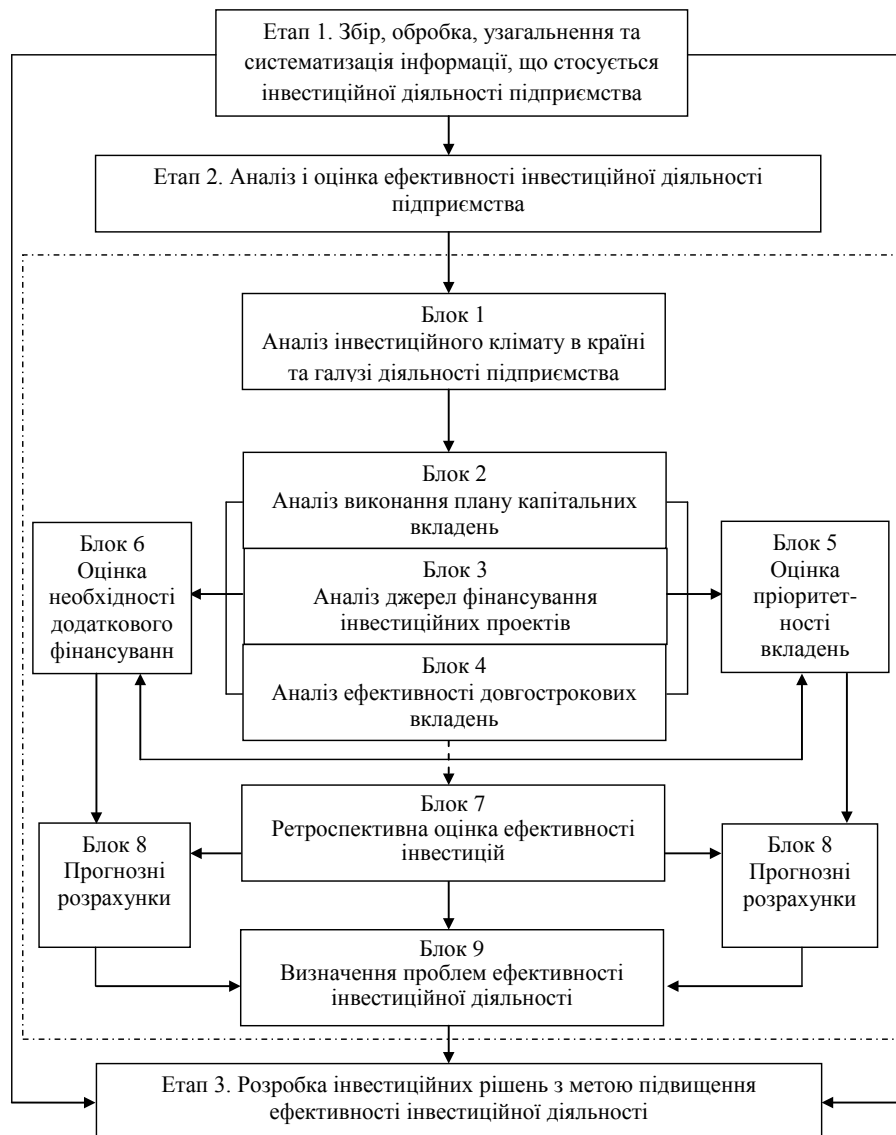 Етап 1. Збір, обробка, узагальнення та
систематизація інформації, що стосується
інвестиційної діяльності підприємства
Етап 2. Аналіз і оцінка ефективності інвестиційної діяльності
підприємства
Блок 1
Аналіз інвестиційного клімату в країні
та галузі діяльності підприємства
Блок 2
Аналіз виконання плану капітальних
вкладень
Блок 6
Оцінка
необхідності
додаткового
фінансуванн
Блок 3
Аналіз джерел фінансування
інвестиційних проектів
Блок 5
Оцінка
пріоритет-
ності
вкладень
Блок 4
Аналіз ефективності довгострокових
вкладень
Блок 7
Ретроспективна оцінка ефективності
інвестицій
Блок 8
Прогнозні
розрахунки
Блок 8
Прогнозні
розрахунки
Блок 9
Визначення проблем ефективності
інвестиційної діяльності
Етап 3. Розробка інвестиційних рішень з метою підвищення
ефективності інвестиційної діяльності